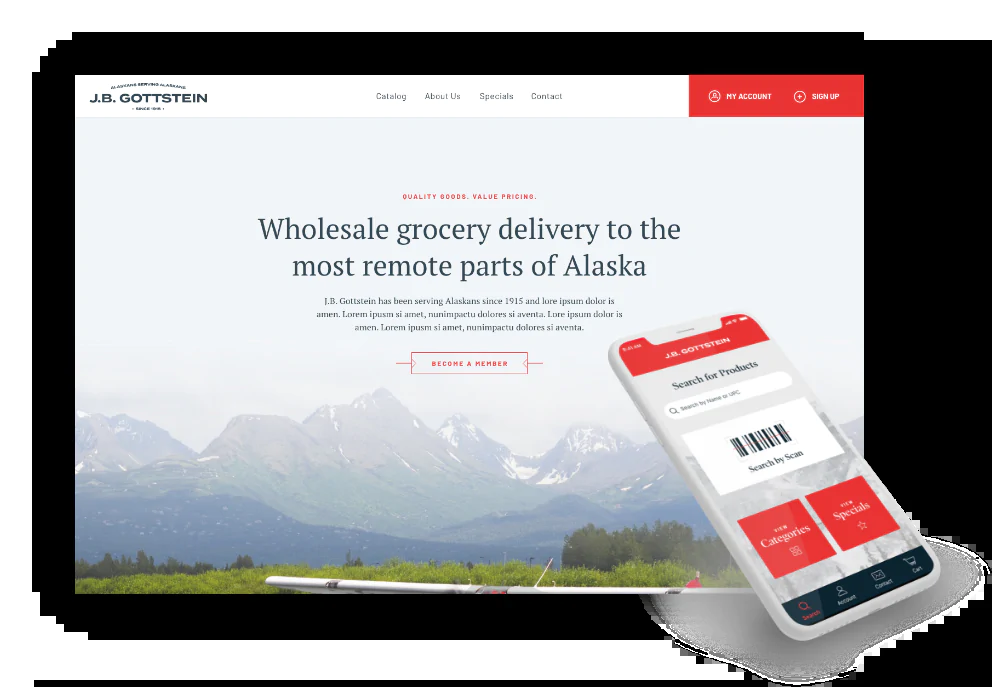 ALASKANS SERVING ALASKANS
J.B. GOTTSTEIN
• SINCE 1915 •
Catalog About Us Specials Contact
MY ACCOUNT SIGN UP
QUALITY GOODS. VALUE PRICING.
Wholesale grocery delivery to the
most remote parts of Alaska
J.B. Gottstein has been serving Alaskans since 1915 and lore ipsum dolor is
amen. Lorem ipusm si amet, nunimpactu dolores si aventa. Lore ipsum dolor is
amen. Lorem ipusm si amet, nunimpactu dolores si aventa.
BECOME A MEMBER
9:41 AM
J.B. GOTTSTEIN
Search for Products
Search by Name or UPC
Search by Scan
VIEW
Categories
VIEW
Specials
Search Account Contact Cart